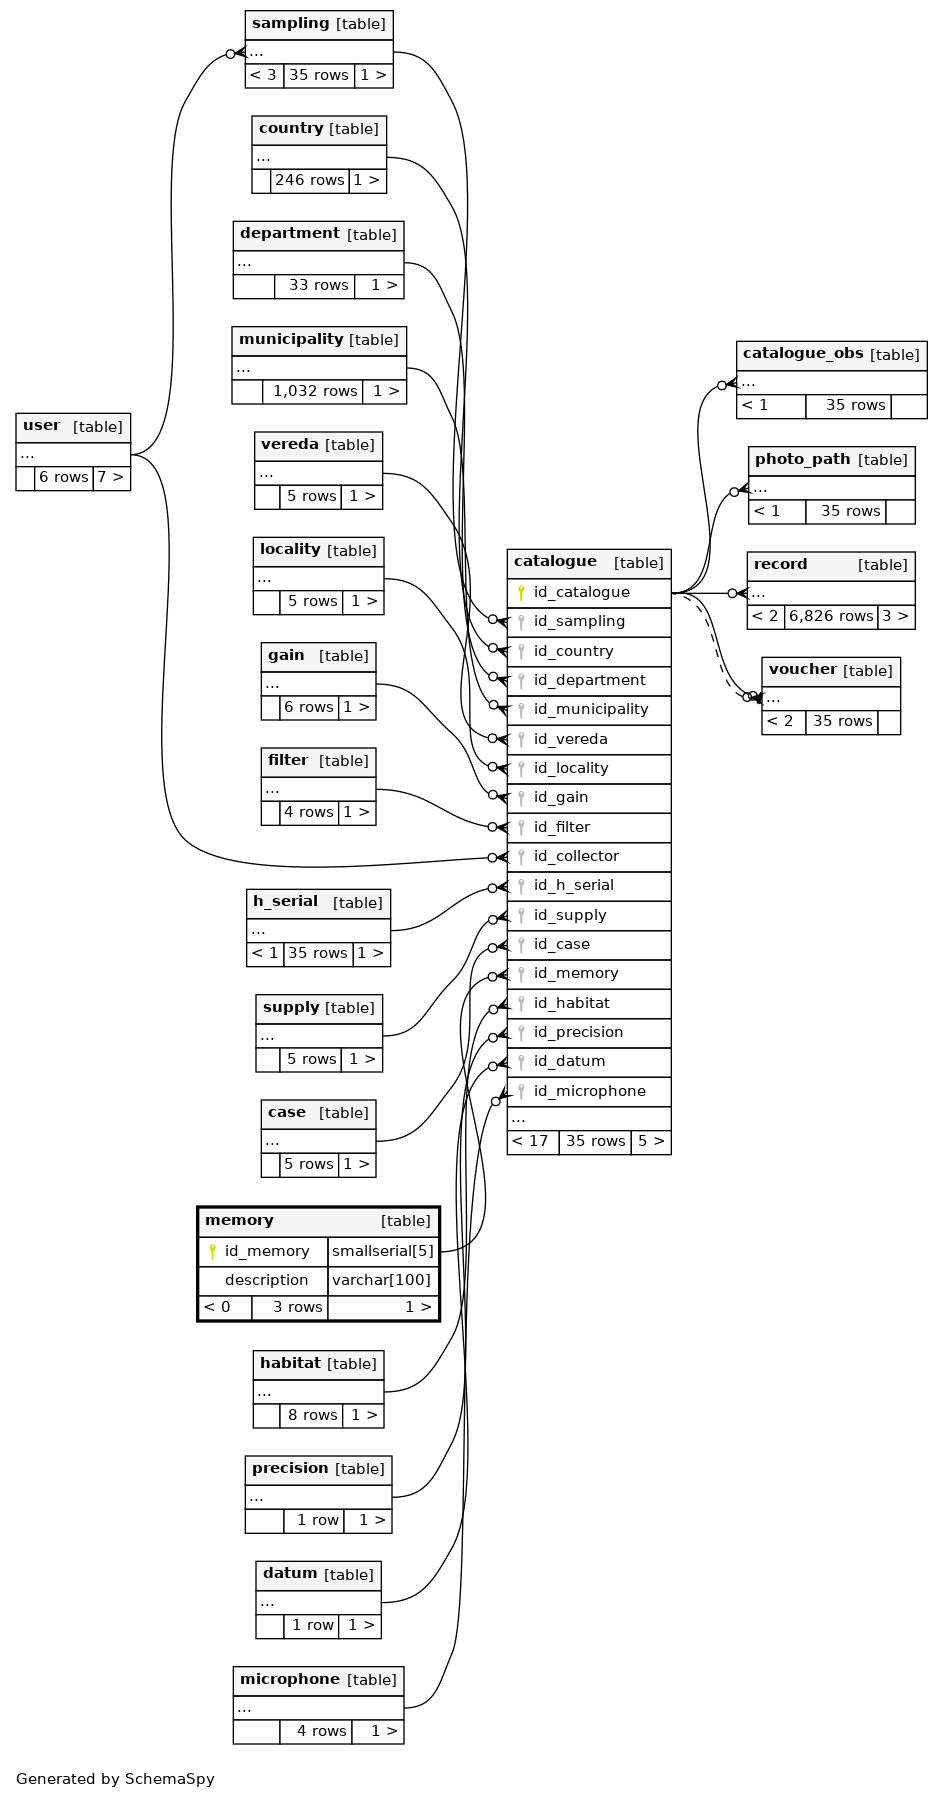 sampling [table]
...
< 3 35 rows 1 >
country [table]
...
246 rows 1 >
department [table]
...
33 rows 1 >
municipality [table]
...
1,032 rows 1 >
user [table]
...
6 rows 7 >
vereda [table]
...
5 rows 1 >
locality [table]
...
5 rows 1 >
gain [table]
...
6 rows 1 >
filter [table]
...
4 rows 1 >
h_serial [table]
...
< 1 35 rows 1 >
supply [table]
...
5 rows 1 >
case [table]
...
5 rows 1 >
memory [table]
id_memory smallserial[5]
description varchar[100]
< 0 3 rows 1 >
habitat [table]
...
8 rows 1 >
precision [table]
...
1 row 1 >
datum [table]
...
1 row 1 >
microphone [table]
...
4 rows 1 >
catalogue [table]
id_catalogue
id_sampling
id_country
id_department
id_municipality
id_vereda
id_locality
id_gain
id_filter
id_collector
id_h_serial
id_supply
id_case
id_memory
id_habitat
id_precision
id_datum
id_microphone
...
< 17 35 rows 5 >
catalogue_obs [table]
...
< 1 35 rows
photo_path [table]
...
< 1 35 rows
record [table]
...
< 2 6,826 rows 3 >
voucher [table]
...
< 2 35 rows
Generated by SchemaSpy